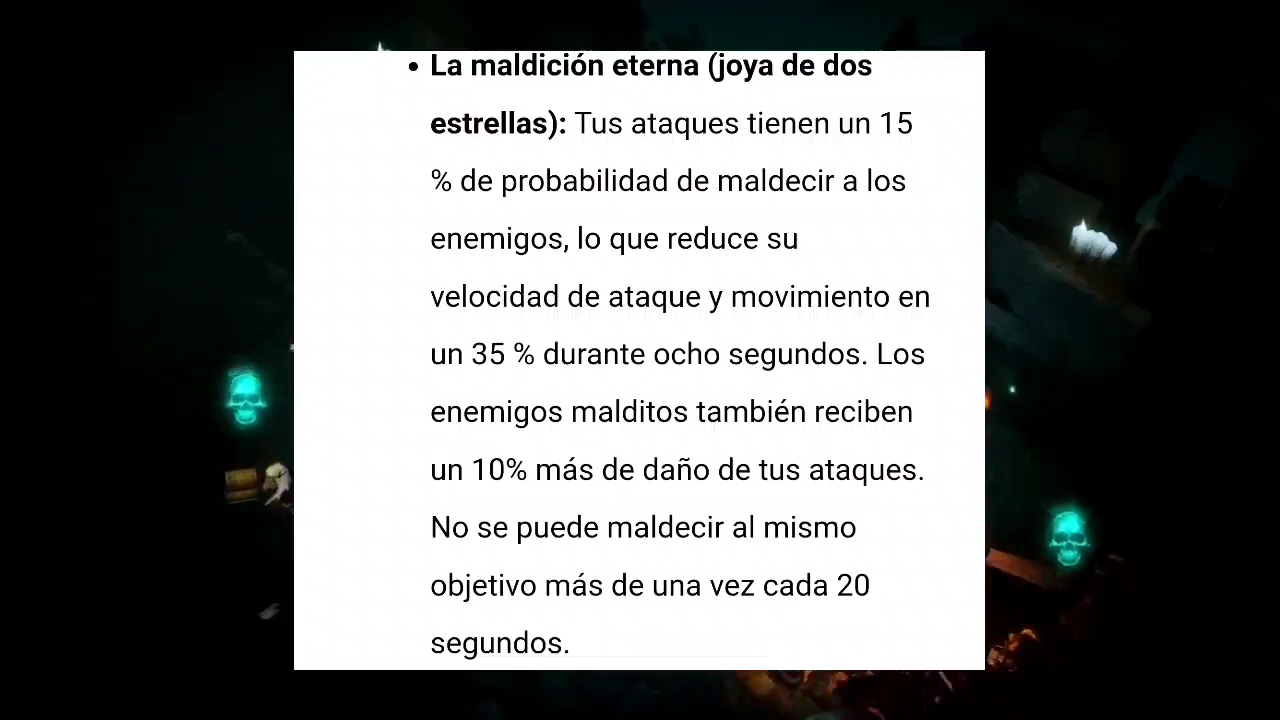 • La maldición eterna (joya de dos
estrellas): Tus ataques tienen un 15
% de probabilidad de maldecir a los
enemigos, lo que reduce su
velocidad de ataque y movimiento en
un 35 % durante ocho segundos. Los
enemigos malditos también reciben
un 10% más de daño de tus ataques.
No se puede maldecir al mismo
objetivo más de una vez cada 20
segundos.